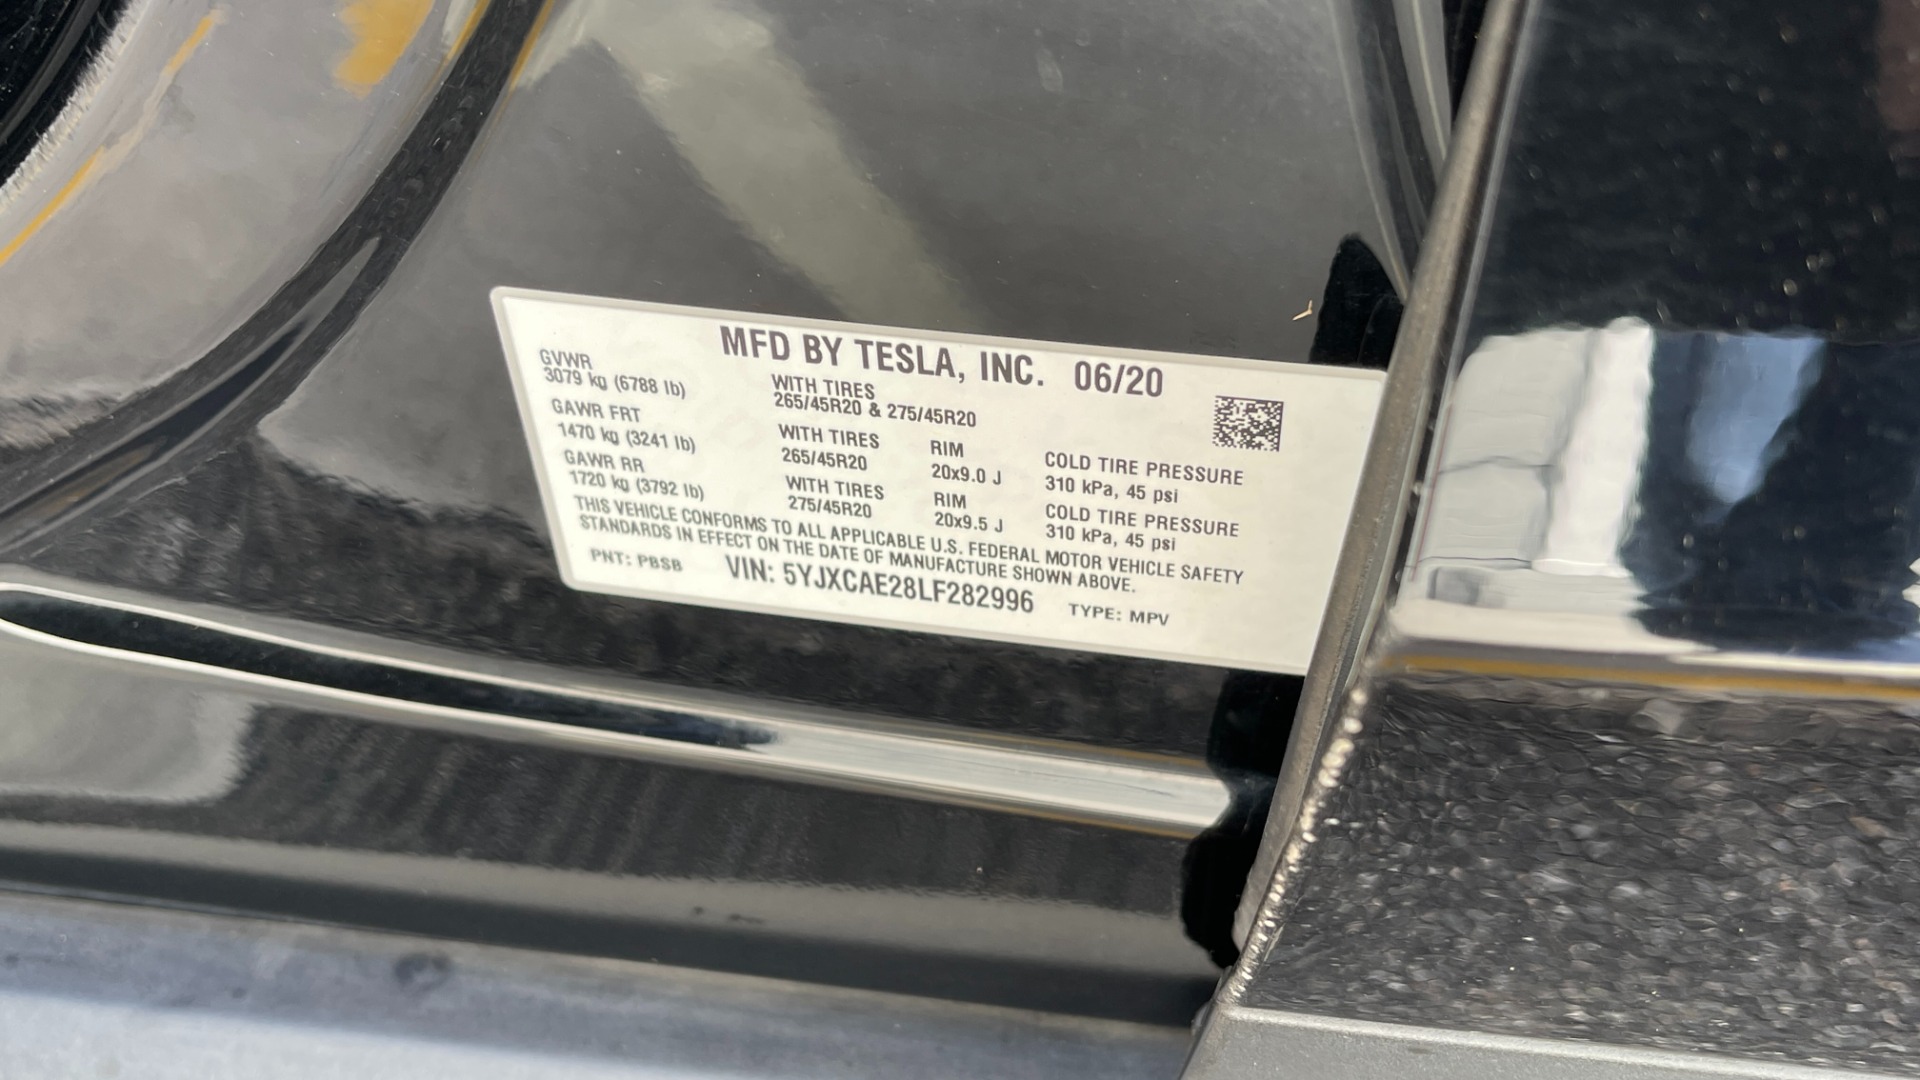 MFD BY TESLA, INC. 06/20
GVWR
3079 kg (6788 lb)
WITH TIRES
265/45R20 & 275/45R20
GAWR FRT
1470 kg (3241 lb)
WITH TIRES
265/45R20
RIM
20x9.0 J
COLD TIRE PRESSURE
310 kPa, 45 psi
GAWR RR
1720 kg (3792 lb)
WITH TIRES
275/45R20
RIM
20x9.5 J
COLD TIRE PRESSURE
310 kPa, 45 psi
THIS VEHICLE CONFORMS TO ALL APPLICABLE U.S. FEDERAL MOTOR VEHICLE SAFETY
STANDARDS IN EFFECT ON THE DATE OF MANUFACTURE SHOWN ABOVE.
PNT: PBSB VIN: 5YJXCAE28LF282996 TYPE: MPV